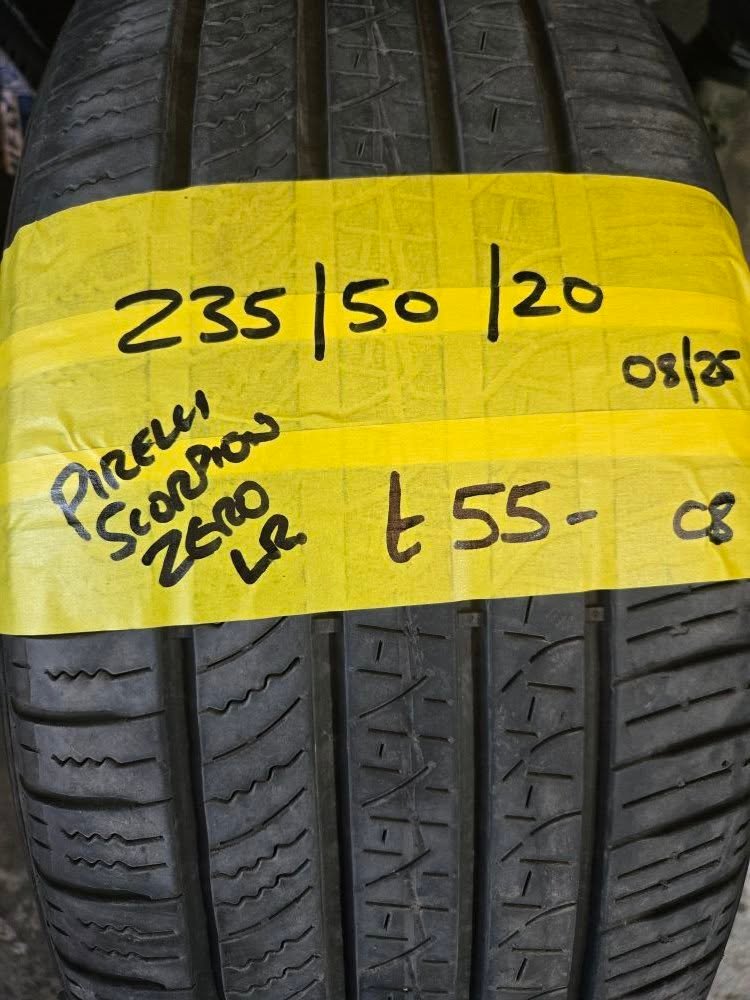 235/50/20
08/25
PIRELLI
SCORPION
ZERO
LR.
£55-
08